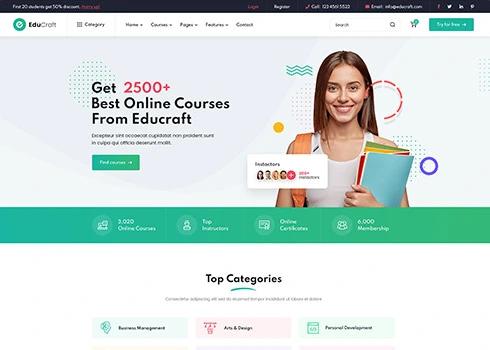 First 20 students get 50% discount. Hurry up!
Login
Register
Call: 123 4561 5523
Email: info@educraft.com
EduCraft
Category
Home
Courses
Pages
Features
Contact
Search
0
Try for free →
Get 2500+
Best Online Courses
From Educraft
Excepteur sint occaecat cupidatat non proident sunt
in culpa qui officia deserunt mollit.
Find courses →
Instactors
200+
Instactors
3,020
Online Courses
Top
Instructors
Online
Certificates
6,000
Membership
Top Categories
Consectetur adipiscing elit sed do eiusmod tempor incididunt ut labore et dolore
Business Management
Arts & Design
Personal Development